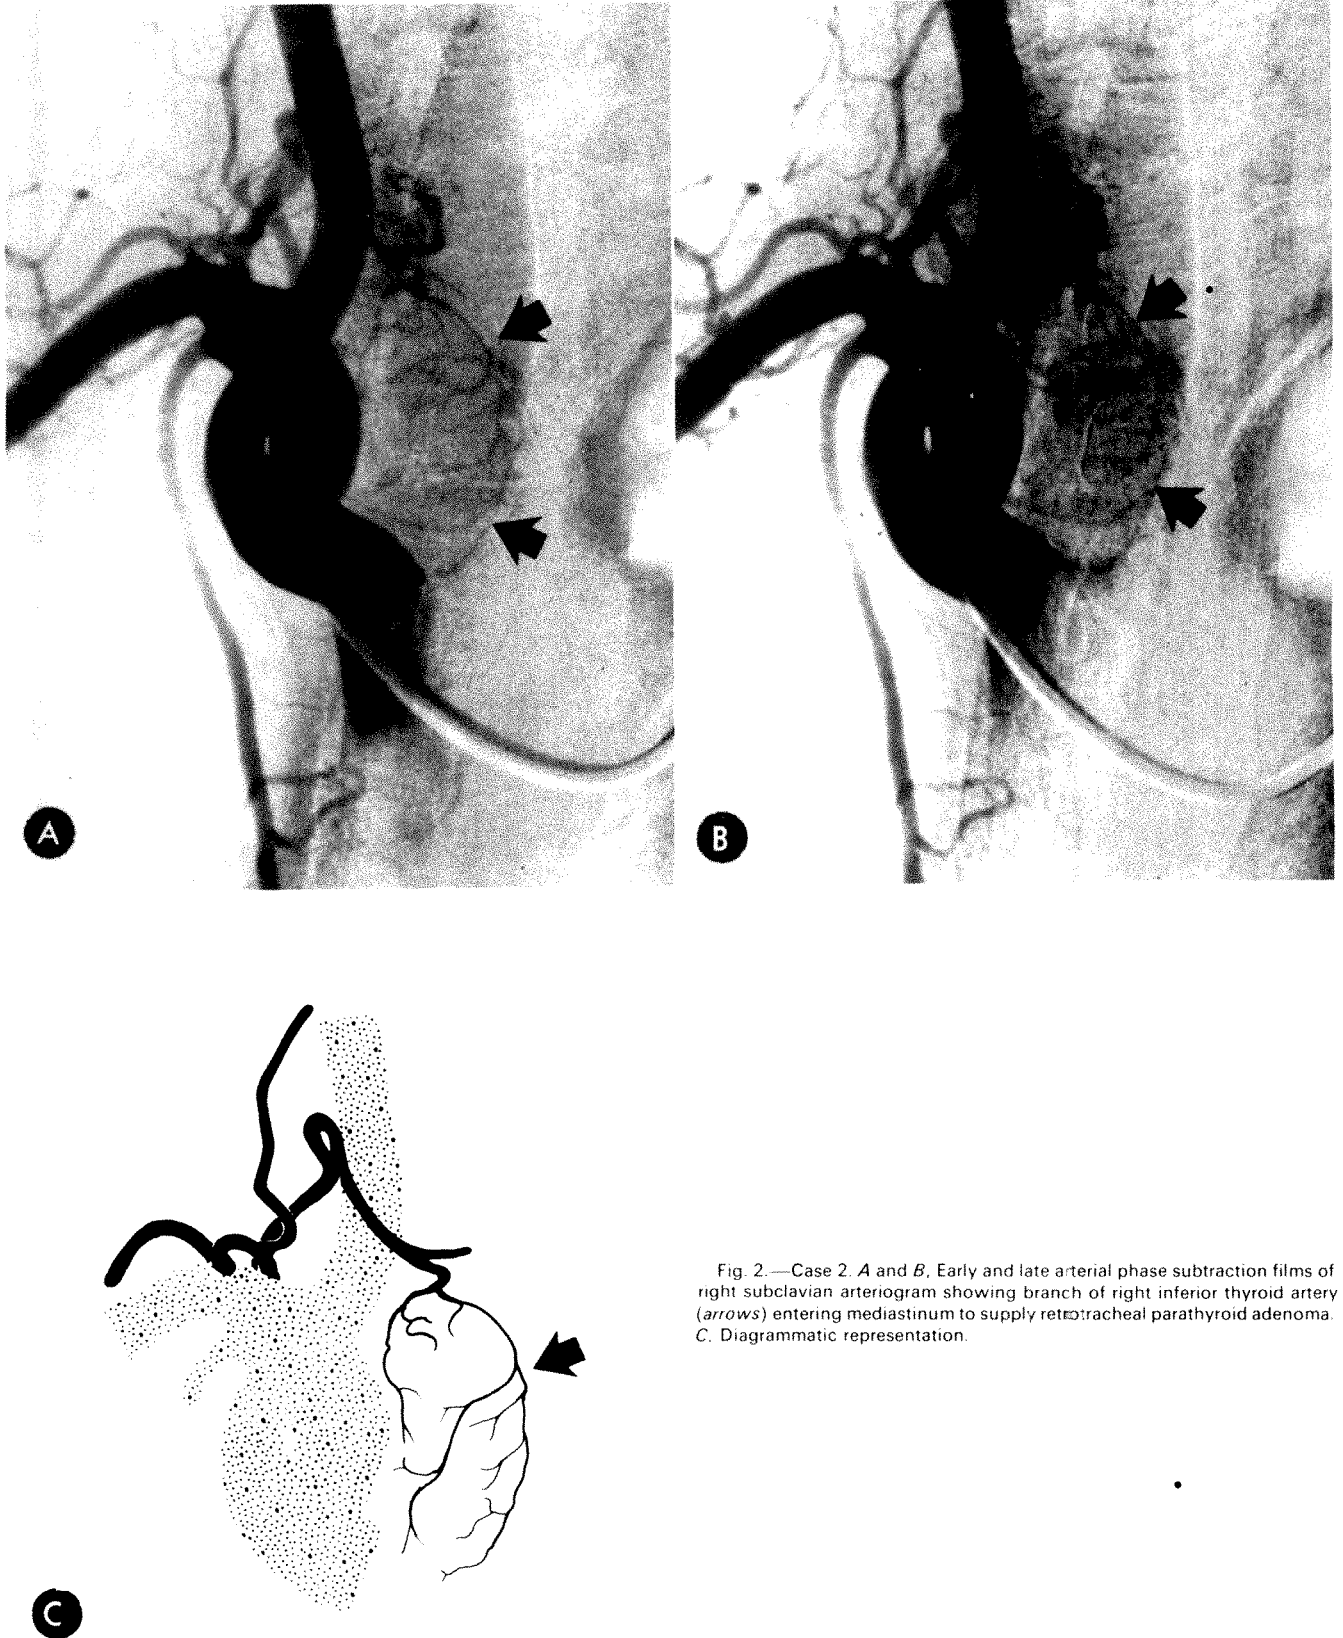 A
B
C
Fig. 2.—Case 2. A and B, Early and late arterial phase subtraction films of
right subclavian arteriogram showing branch of right inferior thyroid artery
(arrows) entering mediastinum to supply retrotracheal parathyroid adenoma.
C. Diagrammatic representation.